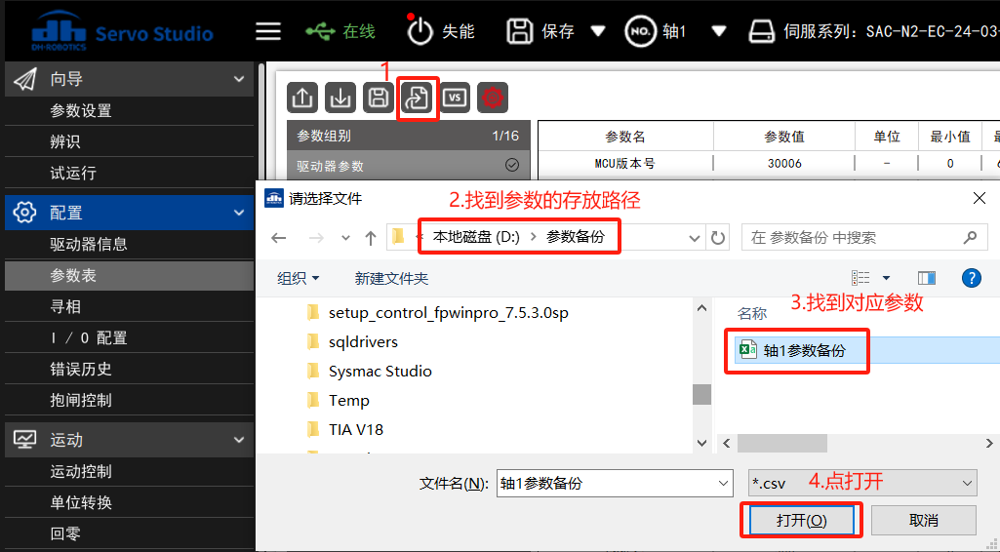 DH-ROBOTICS
Servo Studio
在线
失能
保存
NO.
轴1
伺服系列: SAC-N2-EC-24-03-
向导
参数设置
辨识
试运行
配置
驱动器信息
参数表
寻相
I / O 配置
错误历史
抱闸控制
运动
运动控制
单位转换
回零
1
VS
参数组别 1/16
驱动器参数
参数名 参数值 单位 最小值
MCU版本号 30006 - 0
请选择文件
2.找到参数的存放路径
« 本地磁盘 (D:) › 参数备份
在 参数备份 中搜索
组织 新建文件夹
3.找到对应参数
setup_control_fpwinpro_7.5.3.0sp
sqldrivers
Sysmac Studio
Temp
TIA V18
名称
轴1参数备份
文件名(N): 轴1参数备份
*.csv
4.点打开
打开(O)
取消